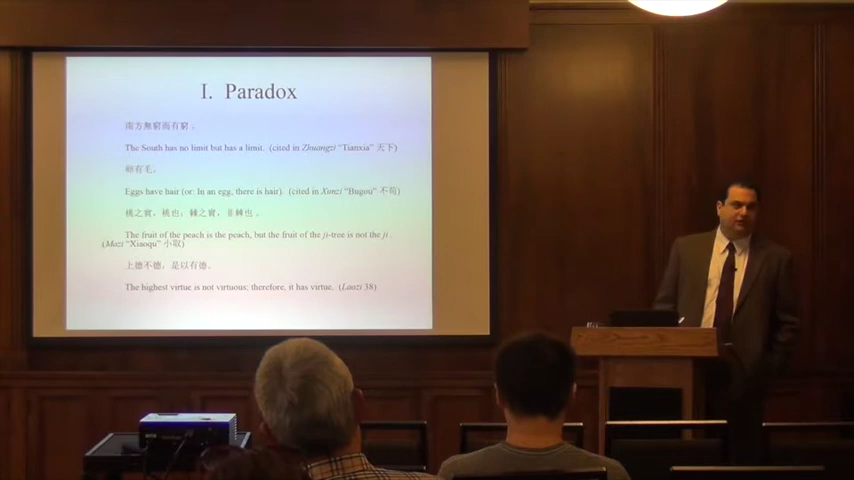 I. Paradox
南方無窮而有窮。
The South has no limit but has a limit. (cited in Zhuangzi "Tianxia" 天下)
卵有毛。
Eggs have hair (or: In an egg, there is hair). (cited in Xunzi "Bugou" 不苟)
桃之實，桃也；棘之實，非棘也。
The fruit of the peach is the peach, but the fruit of the ji-tree is not the ji.
(Mozi "Xiaoqu" 小取)
上德不德，是以有德。
The highest virtue is not virtuous; therefore, it has virtue. (Laozi 38)